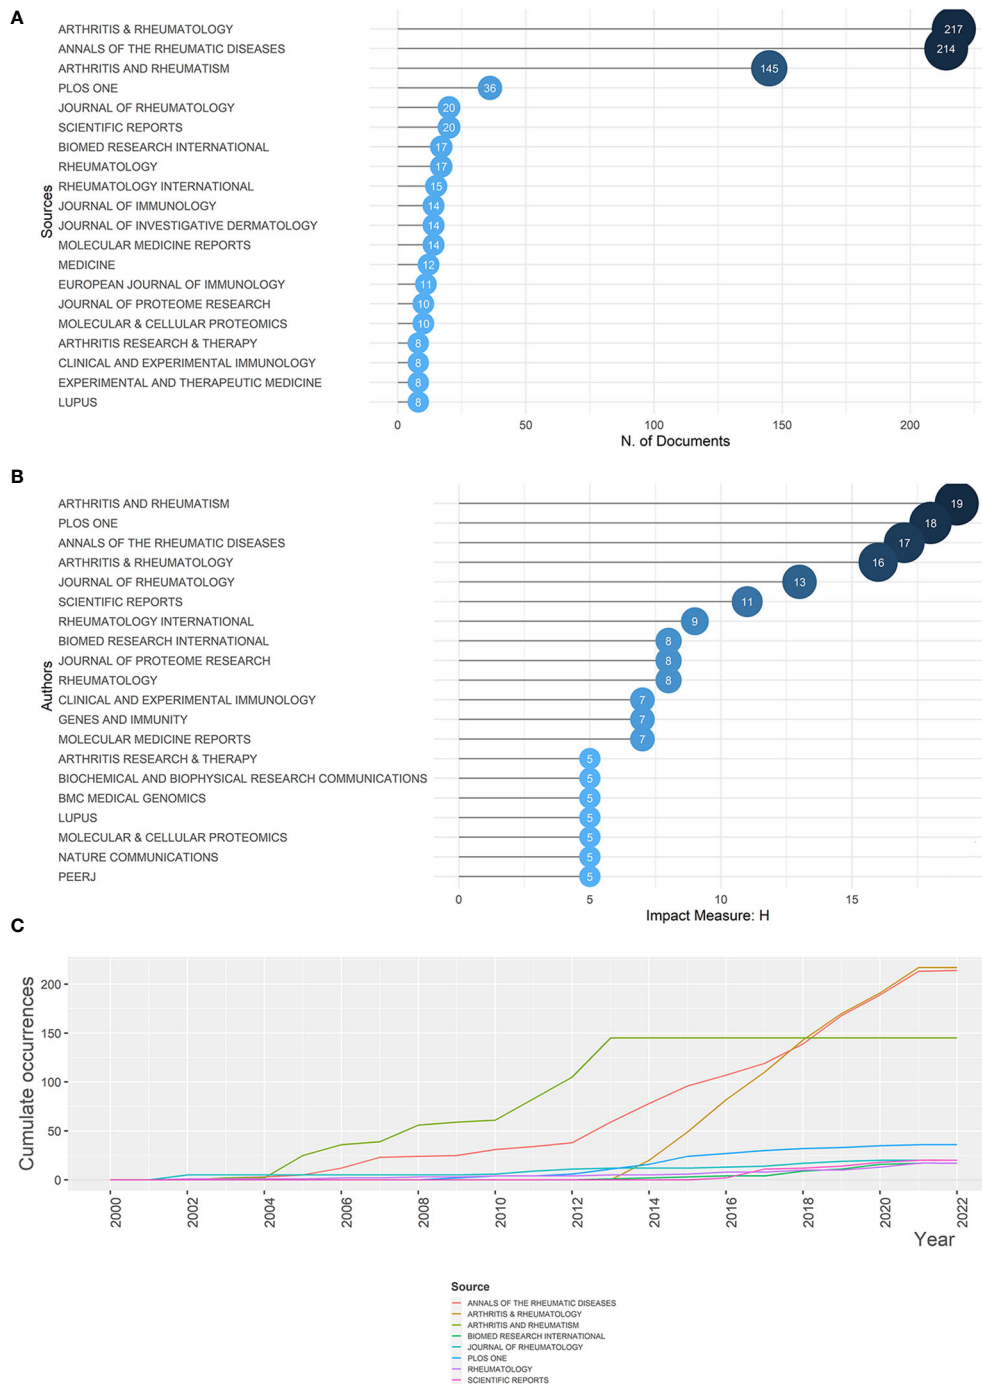 A
ARTHRITIS & RHEUMATOLOGY 217
ANNALS OF THE RHEUMATIC DISEASES 214
ARTHRITIS AND RHEUMATISM 145
PLOS ONE 36
JOURNAL OF RHEUMATOLOGY 20
SCIENTIFIC REPORTS 20
BIOMED RESEARCH INTERNATIONAL 17
RHEUMATOLOGY 17
RHEUMATOLOGY INTERNATIONAL 15
JOURNAL OF IMMUNOLOGY 14
JOURNAL OF INVESTIGATIVE DERMATOLOGY 14
MOLECULAR MEDICINE REPORTS 14
MEDICINE 12
EUROPEAN JOURNAL OF IMMUNOLOGY 11
JOURNAL OF PROTEOME RESEARCH 10
MOLECULAR & CELLULAR PROTEOMICS 10
ARTHRITIS RESEARCH & THERAPY 8
CLINICAL AND EXPERIMENTAL IMMUNOLOGY 8
EXPERIMENTAL AND THERAPEUTIC MEDICINE 8
LUPUS 8
Sources
0 50 100 150 200
N. of Documents
B
ARTHRITIS AND RHEUMATISM 19
PLOS ONE 18
ANNALS OF THE RHEUMATIC DISEASES 17
ARTHRITIS & RHEUMATOLOGY 16
JOURNAL OF RHEUMATOLOGY 13
SCIENTIFIC REPORTS 11
RHEUMATOLOGY INTERNATIONAL 9
BIOMED RESEARCH INTERNATIONAL 8
JOURNAL OF PROTEOME RESEARCH 8
RHEUMATOLOGY 8
CLINICAL AND EXPERIMENTAL IMMUNOLOGY 7
GENES AND IMMUNITY 7
MOLECULAR MEDICINE REPORTS 7
ARTHRITIS RESEARCH & THERAPY 5
BIOCHEMICAL AND BIOPHYSICAL RESEARCH COMMUNICATIONS 5
BMC MEDICAL GENOMICS 5
LUPUS 5
MOLECULAR & CELLULAR PROTEOMICS 5
NATURE COMMUNICATIONS 5
PEERJ 5
Authors
0 5 10 15
Impact Measure: H
C
Cumulate occurrences
200
150
100
50
0
2000 2002 2004 2006 2008 2010 2012 2014 2016 2018 2020 2022
Year
Source
ANNALS OF THE RHEUMATIC DISEASES
ARTHRITIS & RHEUMATOLOGY
ARTHRITIS AND RHEUMATISM
BIOMED RESEARCH INTERNATIONAL
JOURNAL OF RHEUMATOLOGY
PLOS ONE
RHEUMATOLOGY
SCIENTIFIC REPORTS